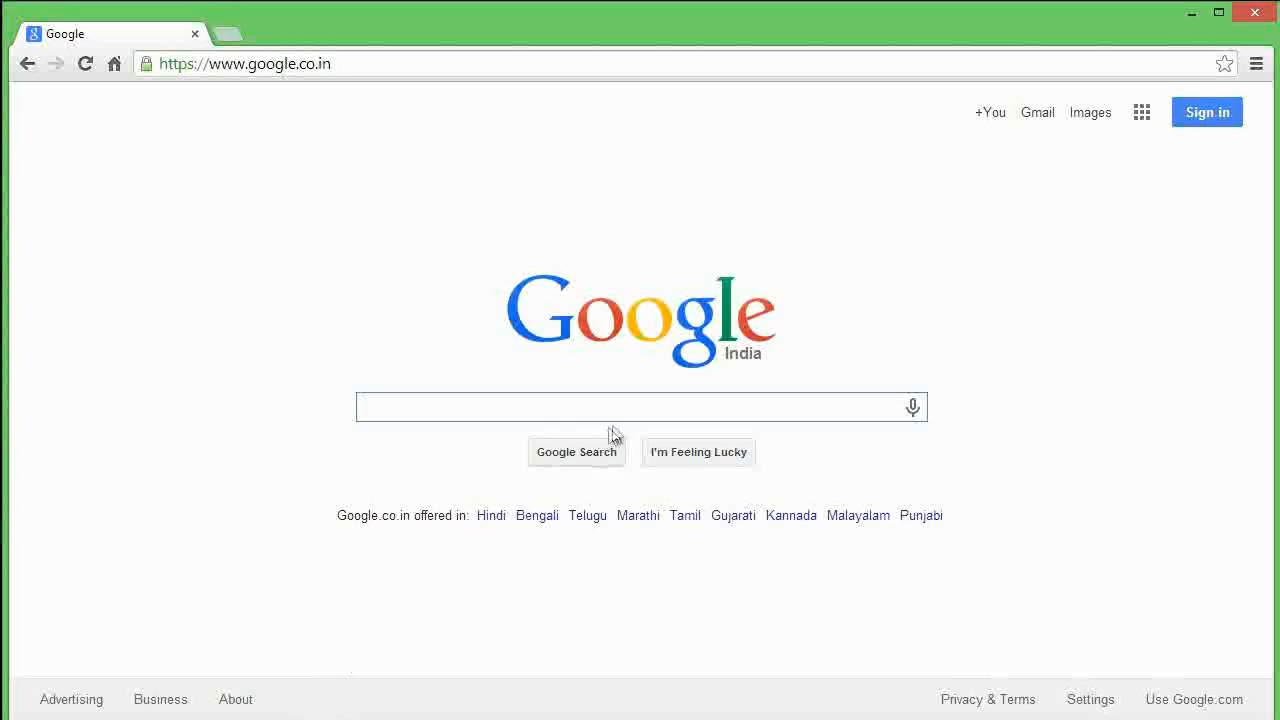 Google
https://www.google.co.in
+You Gmail Images Sign in
Google
India
Google Search I'm Feeling Lucky
Google.co.in offered in: Hindi Bengali Telugu Marathi Tamil Gujarati Kannada Malayalam Punjabi
Advertising Business About Privacy & Terms Settings Use Google.com